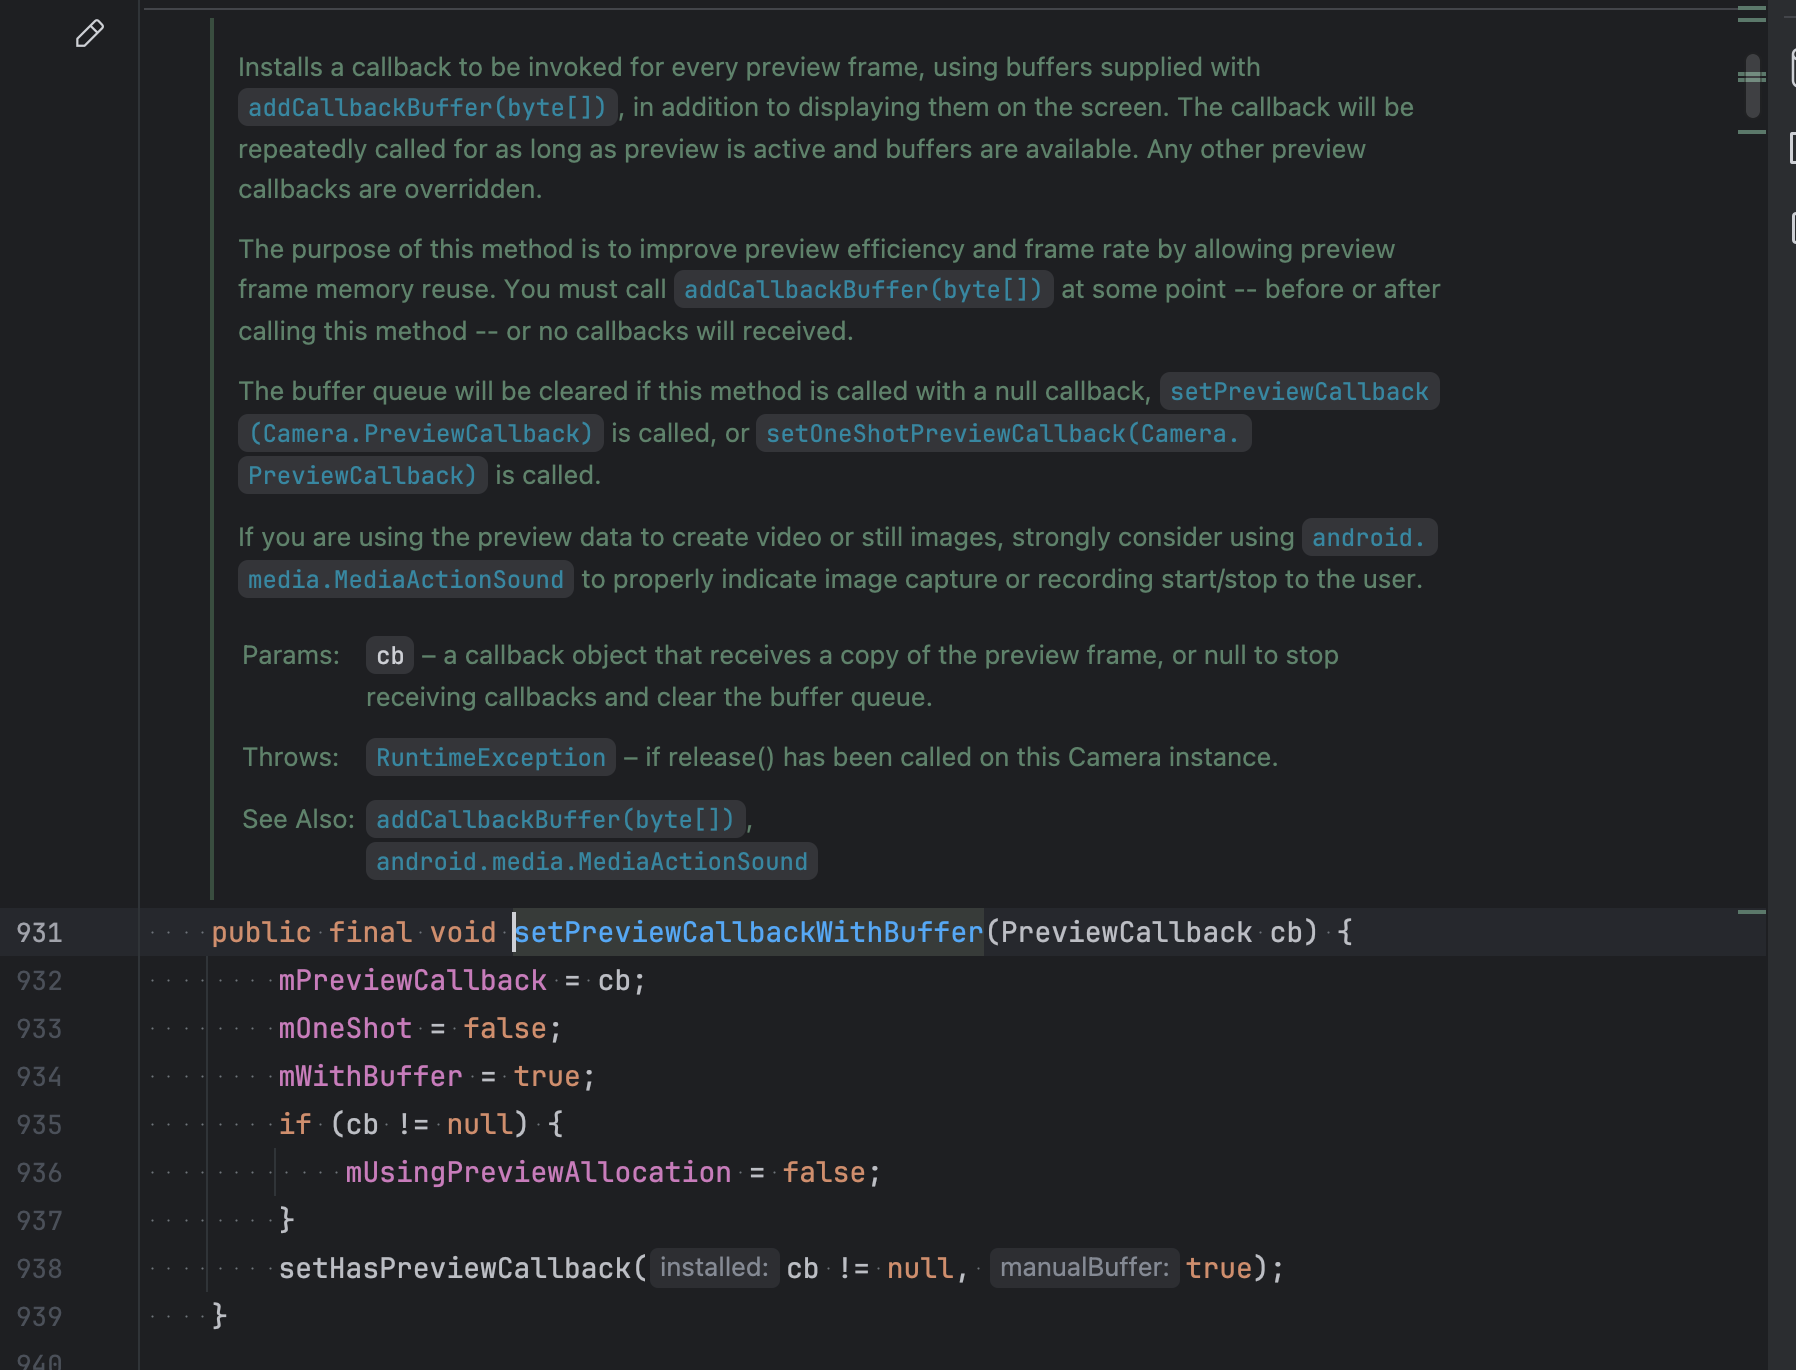 Installs a callback to be invoked for every preview frame, using buffers supplied with
addCallbackBuffer(byte[]), in addition to displaying them on the screen. The callback will be
repeatedly called for as long as preview is active and buffers are available. Any other preview
callbacks are overridden.
The purpose of this method is to improve preview efficiency and frame rate by allowing preview
frame memory reuse. You must call addCallbackBuffer(byte[]) at some point -- before or after
calling this method -- or no callbacks will received.
The buffer queue will be cleared if this method is called with a null callback, setPreviewCallback
(Camera.PreviewCallback) is called, or setOneShotPreviewCallback(Camera.
PreviewCallback) is called.
If you are using the preview data to create video or still images, strongly consider using android.
media.MediaActionSound to properly indicate image capture or recording start/stop to the user.
Params: cb – a callback object that receives a copy of the preview frame, or null to stop
receiving callbacks and clear the buffer queue.
Throws: RuntimeException – if release() has been called on this Camera instance.
See Also: addCallbackBuffer(byte[]),
android.media.MediaActionSound
931 public final void setPreviewCallbackWithBuffer(PreviewCallback cb) {
932 mPreviewCallback = cb;
933 mOneShot = false;
934 mWithBuffer = true;
935 if (cb != null) {
936 mUsingPreviewAllocation = false;
937 }
938 setHasPreviewCallback( installed: cb != null, manualBuffer: true);
939 }
940